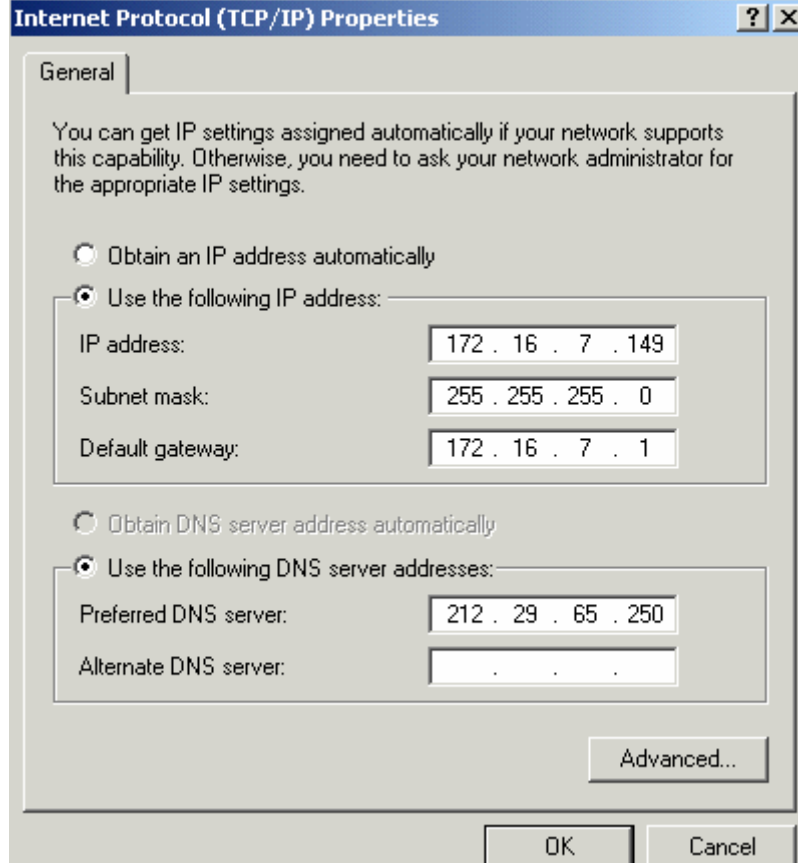 Internet Protocol (TCP/IP) Properties
General
You can get IP settings assigned automatically if your network supports
this capability. Otherwise, you need to ask your network administrator for
the appropriate IP settings.
Obtain an IP address automatically
Use the following IP address:
IP address: 172 . 16 . 7 . 149
Subnet mask: 255 . 255 . 255 . 0
Default gateway: 172 . 16 . 7 . 1
Obtain DNS server address automatically
Use the following DNS server addresses:
Preferred DNS server: 212 . 29 . 65 . 250
Alternate DNS server: . . .
Advanced...
OK Cancel